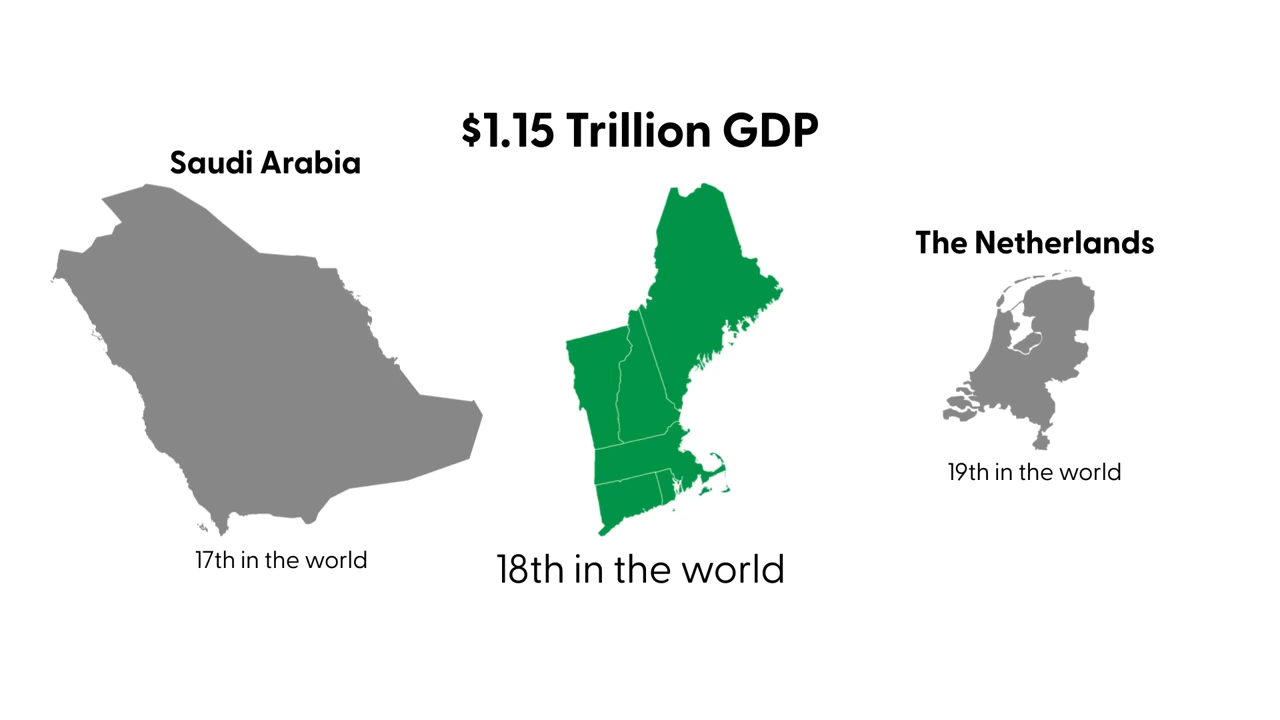 $1.15 Trillion GDP
Saudi Arabia
The Netherlands
19th in the world
17th in the world
18th in the world